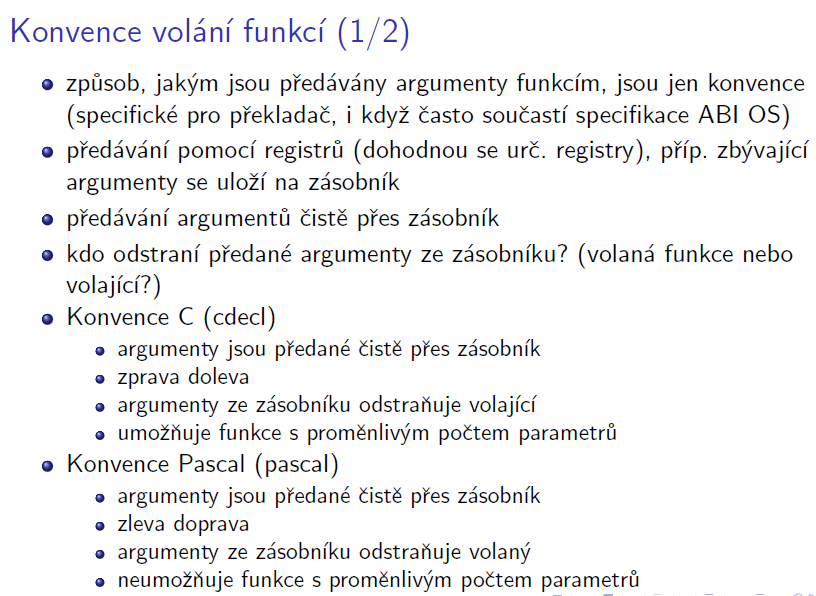 Konvence volání funkcí (1/2)
způsob, jakým jsou předávány argumenty funkcím, jsou jen konvence
(specifické pro překladač, i když často součastí specifikace ABI OS)
předávání pomocí registrů (dohodnou se urč. registry), příp. zbývající
argumenty se uloží na zásobník
předávání argumentů čistě přes zásobník
kdo odstraní předané argumenty ze zásobníku? (volaná funkce nebo
volající?)
Konvence C (cdecl)
argumenty jsou předané čistě přes zásobník
zprava doleva
argumenty ze zásobníku odstraňuje volající
umožňuje funkce s proměnlivým počtem parametrů
Konvence Pascal (pascal)
argumenty jsou předané čistě přes zásobník
zleva doprava
argumenty ze zásobníku odstraňuje volaný
neumožňuje funkce s proměnlivým počtem parametrů